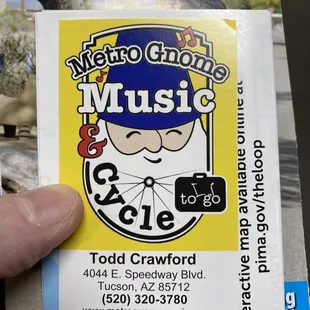 Metro Gnome
Music
&
Cycle
to go
Todd Crawford
4044 E. Speedway Blvd.
Tucson, AZ 85712
(520) 320-3780
eractive map available online at
pima.gov/theloop